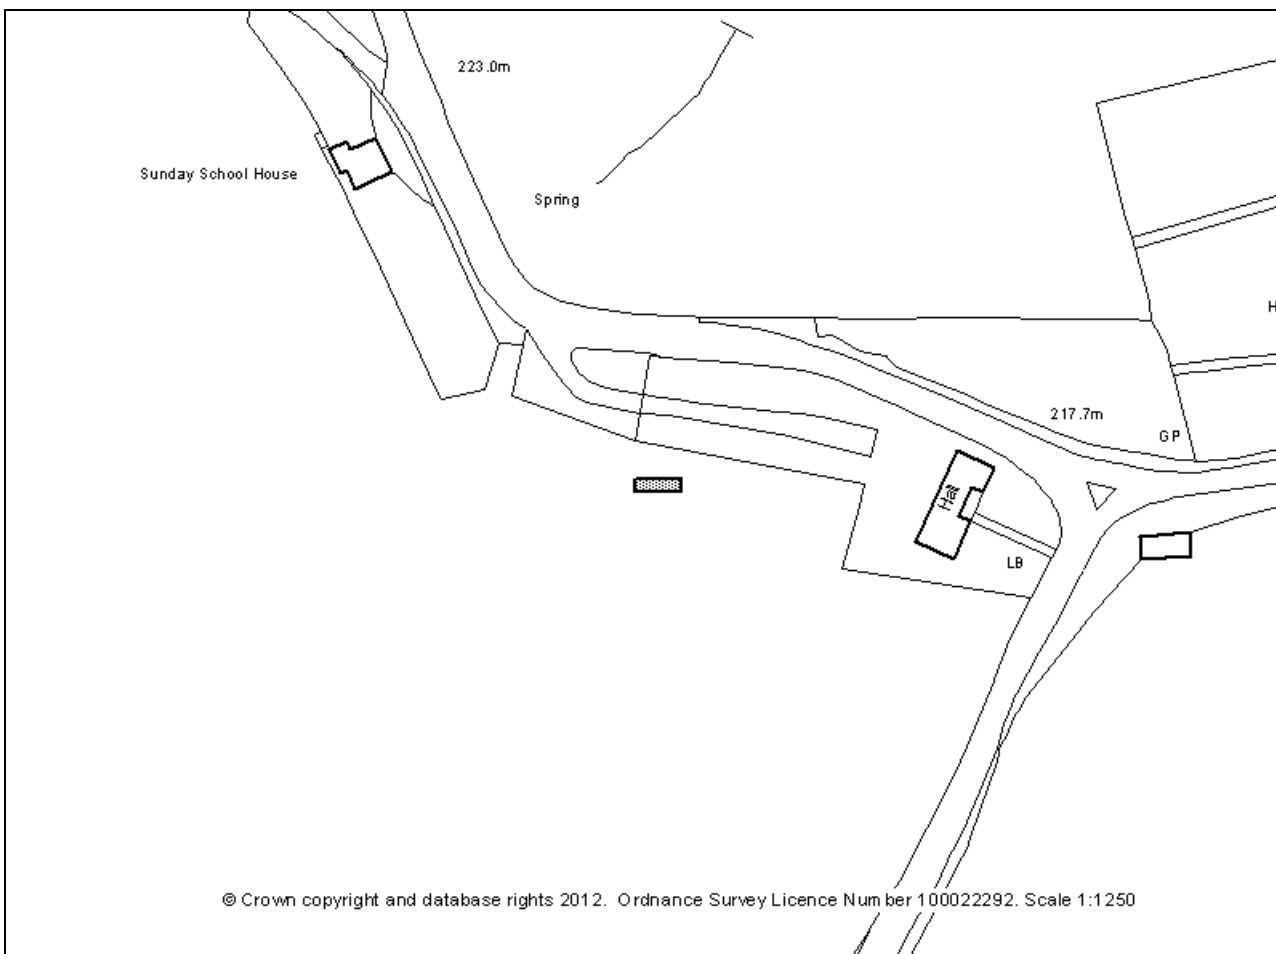 223.0m
Sunday School House
Spring
H
217.7m
GP
Hall
LB
© Crown copyright and database rights 2012. Ordnance Survey Licence Number 100022292. Scale 1:1250